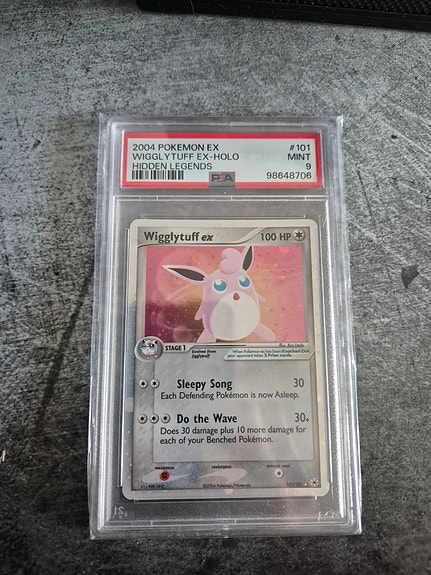 2004 POKEMON EX #101
WIGGLYTUFF EX-HOLO MINT
HIDDEN LEGENDS 9
PSA 98648706
Wigglytuff ex 100 HP
STAGE 1
Evolves from
Jigglypuff
When Pokémon-ex has been Knocked Out,
your opponent takes 2 Prize cards.
Sleepy Song 30
Each Defending Pokémon is now Asleep.
Do the Wave 30+
Does 30 damage plus 10 more damage for
each of your Benched Pokémon.
weakness resistance retreat cost
©2004 Pokémon/Nintendo